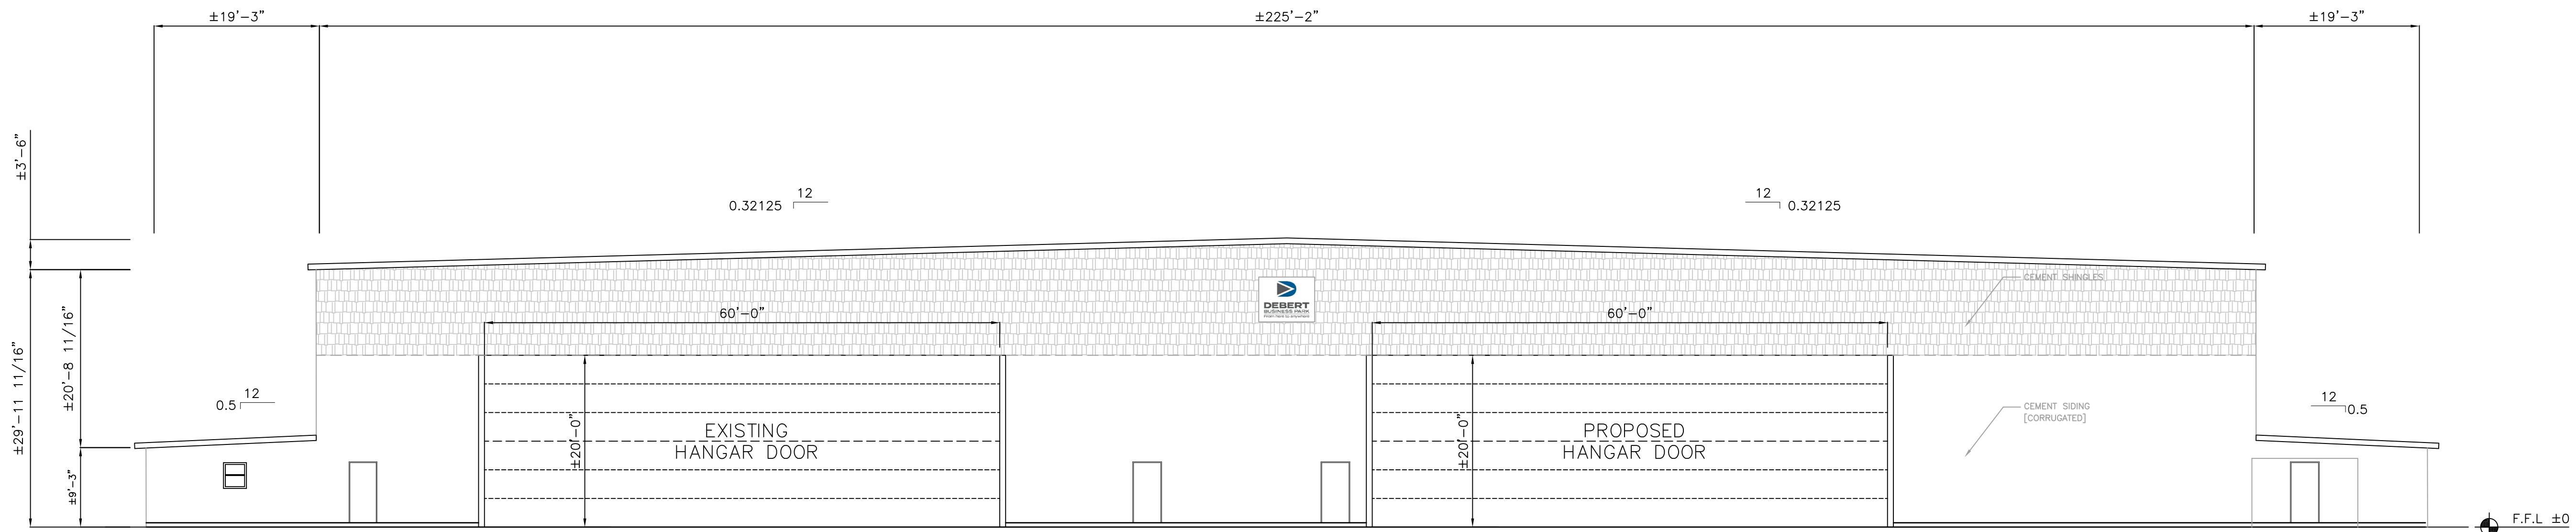 ±19'-3"
±225'-2"
±19'-3"
±3'-6"
12
0.32125
12
0.32125
CEMENT SHINGLES
DEBERT
BUSINESS PARK
60'-0"
60'-0"
±29'-11 11/16"
±20'-8 11/16"
12
0.5
12
0.5
CEMENT SIDING
[CORRUGATED]
EXISTING
HANGAR DOOR
±20'-0"
PROPOSED
HANGAR DOOR
±20'-0"
±9'-3"
F.F.L ±0